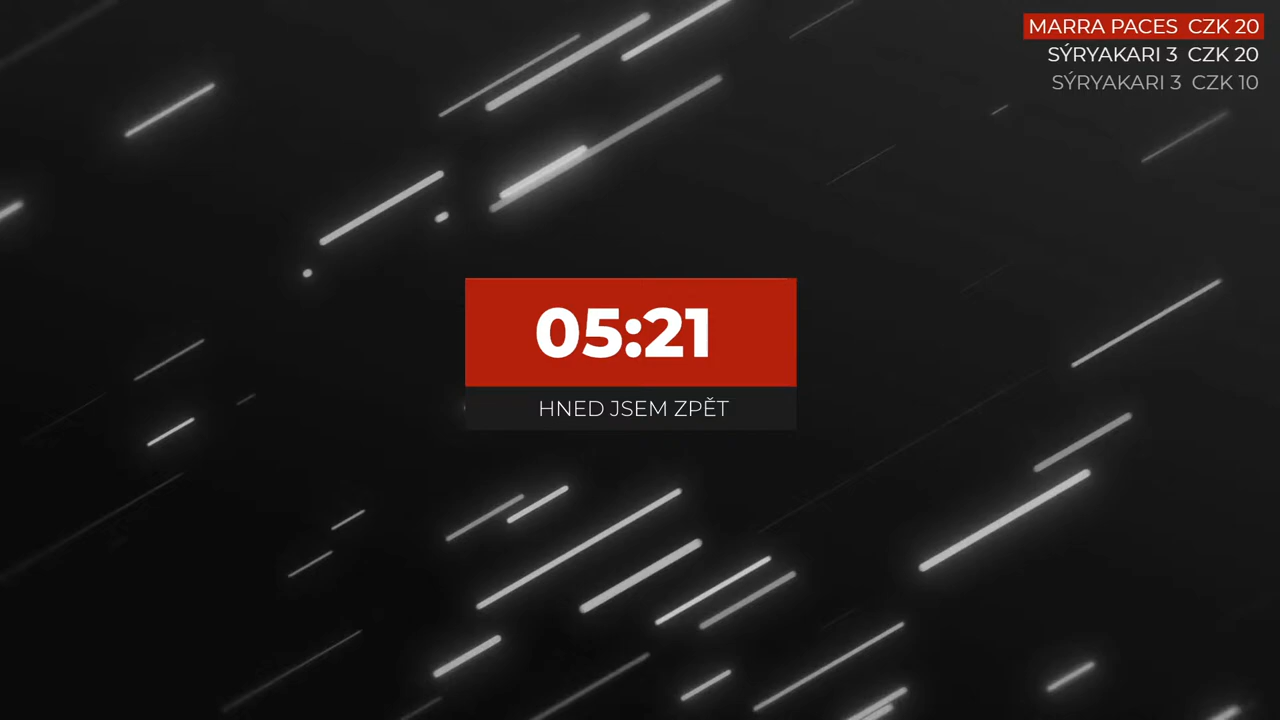 MARRA PACES CZK 20
SÝRYAKARI 3 CZK 20
SÝRYAKARI 3 CZK 10
05:21
HNED JSEM ZPĚT